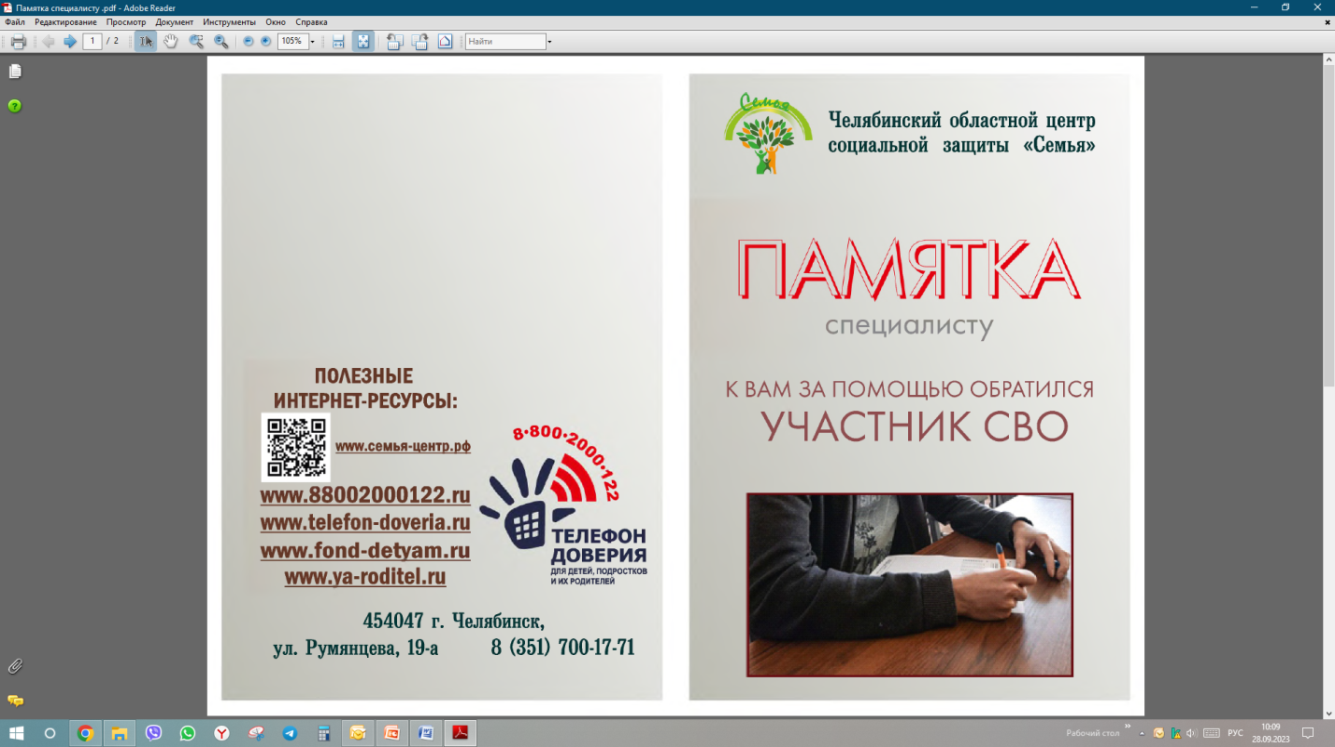 Памятка специалисту .pdf - Adobe Reader
Файл Редактирование Просмотр Документ Инструменты Окно Справка
1 / 2 105% Найти
Семья
Челябинский областной центр
социальной защиты «Семья»
ПАМЯТКА
специалисту
К ВАМ ЗА ПОМОЩЬЮ ОБРАТИЛСЯ
УЧАСТНИК СВО
ПОЛЕЗНЫЕ
ИНТЕРНЕТ-РЕСУРСЫ:
www.семья-центр.рф
www.88002000122.ru
www.telefon-doveria.ru
www.fond-detyam.ru
www.ya-roditel.ru
8·800·2000·122
ТЕЛЕФОН
ДОВЕРИЯ
ДЛЯ ДЕТЕЙ, ПОДРОСТКОВ
И ИХ РОДИТЕЛЕЙ
454047 г. Челябинск,
ул. Румянцева, 19-а 8 (351) 700-17-71
Рабочий стол РУС 10:09
28.09.2023